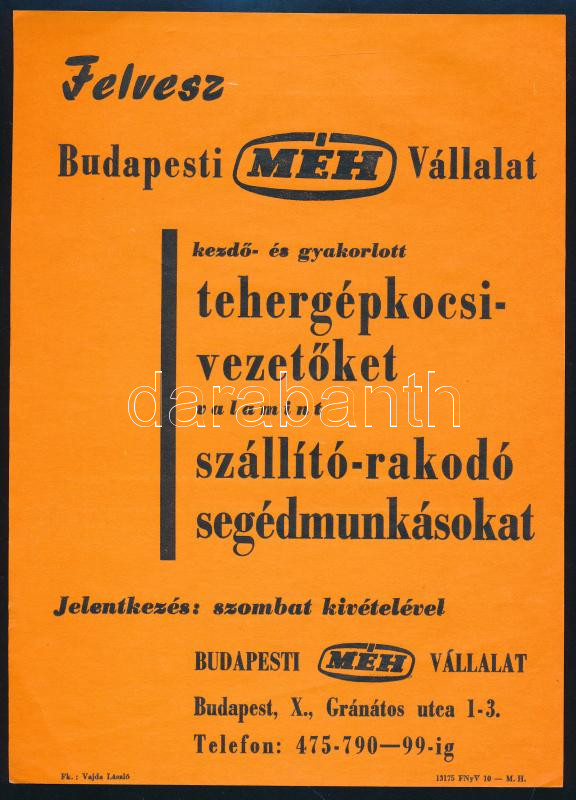 Felvesz
Budapesti MÉH Vállalat
kezdő- és gyakorlott
tehergépkocsi-
vezetőket
valamint
darabanth
szállító-rakodó
segédmunkásokat
Jelentkezés: szombat kivételével
BUDAPESTI MÉH VÁLLALAT
Budapest, X., Gránátos utca 1-3.
Telefon: 475-790—99-ig
Fk.: Vajda László 13175 FNyV 10 — M. H.